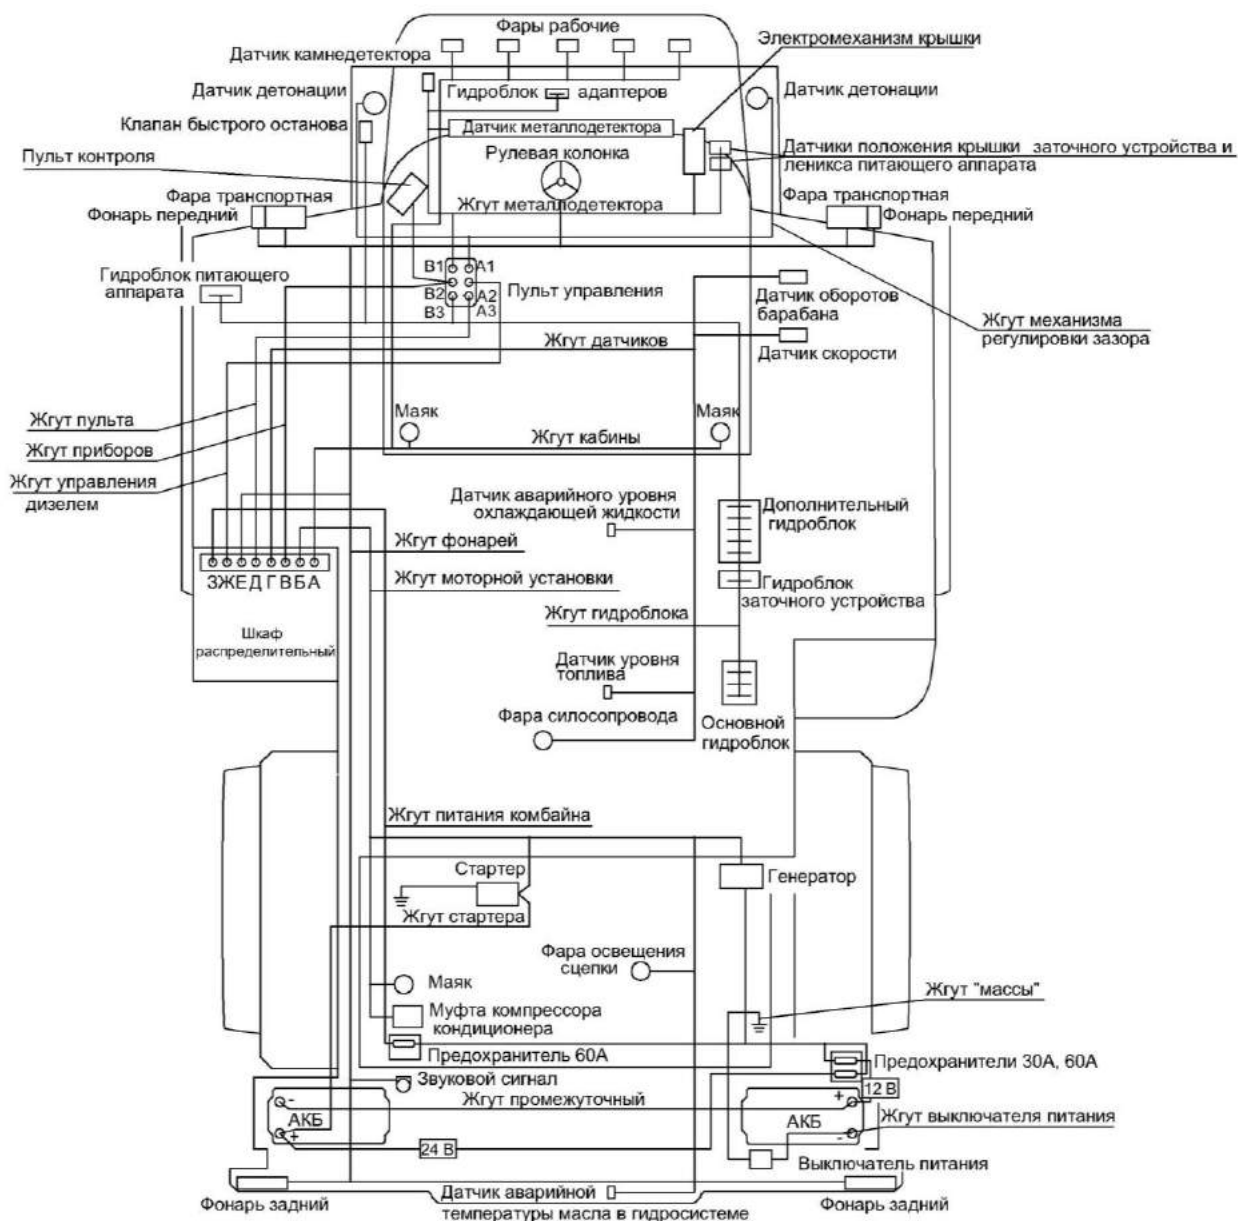 Фары рабочие
Электромеханизм крышки
Датчик камнедетектора
Датчик детонации
Гидроблок адаптеров
Датчик детонации
Клапан быстрого останова
Датчик металлодетектора
Пульт контроля
Рулевая колонка
Датчики положения крышки заточного устройства и
леникса питающего аппарата
Фара транспортная
Фонарь передний
Жгут металлодетектора
Фара транспортная
Фонарь передний
Гидроблок питающего
аппарата
В1 А1
В2 А2
В3 А3
Пульт управления
Датчик оборотов
барабана
Жгут механизма
регулировки зазора
Жгут датчиков
Датчик скорости
Жгут пульта
Маяк
Маяк
Жгут приборов
Жгут кабины
Жгут управления
дизелем
Датчик аварийного уровня
охлаждающей жидкости
Дополнительный
гидроблок
Жгут фонарей
ЗЖЕДГВБА
Жгут моторной установки
Гидроблок
заточного устройства
Жгут гидроблока
Шкаф
распределительный
Датчик уровня
топлива
Фара силосопровода
Основной
гидроблок
Жгут питания комбайна
Стартер
Генератор
Жгут стартера
Фара освещения
сцепки
Маяк
Жгут "массы"
Муфта компрессора
кондиционера
Предохранитель 60А
Предохранители 30А, 60А
Звуковой сигнал
12 В
- АКБ +
Жгут промежуточный
+ АКБ -
Жгут выключателя питания
24 В
Выключатель питания
Фонарь задний
Датчик аварийной
температуры масла в гидросистеме
Фонарь задний